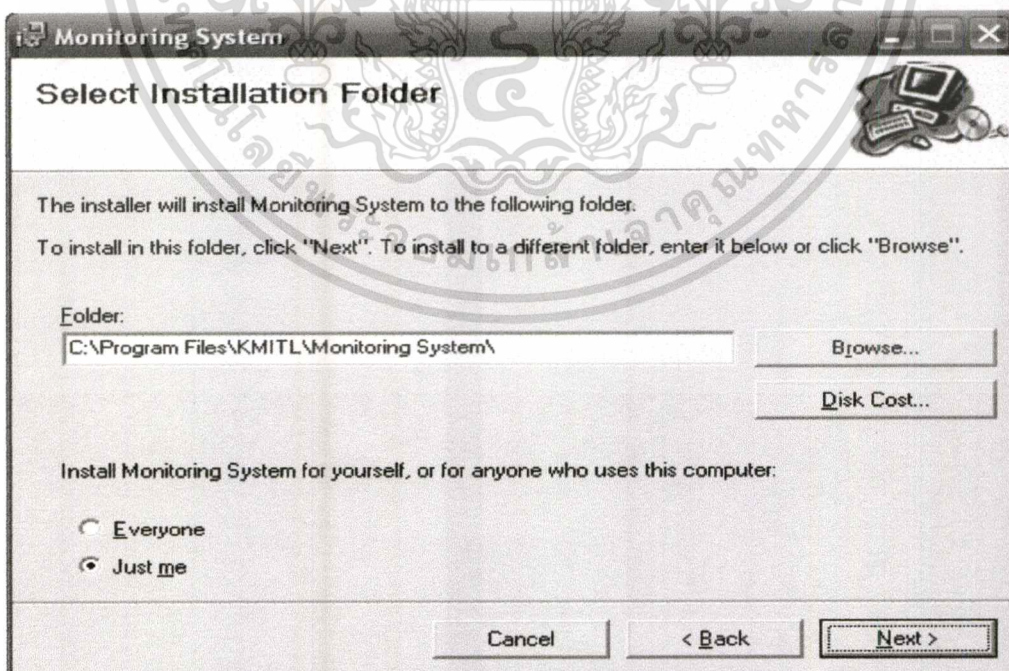 Monitoring System
Select Installation Folder
The installer will install Monitoring System to the following folder.
To install in this folder, click "Next". To install to a different folder, enter it below or click "Browse".
Folder:
C:\Program Files\KMITL\Monitoring System\
Browse...
Disk Cost...
Install Monitoring System for yourself, or for anyone who uses this computer:
Everyone
Just me
Cancel
< Back
Next >